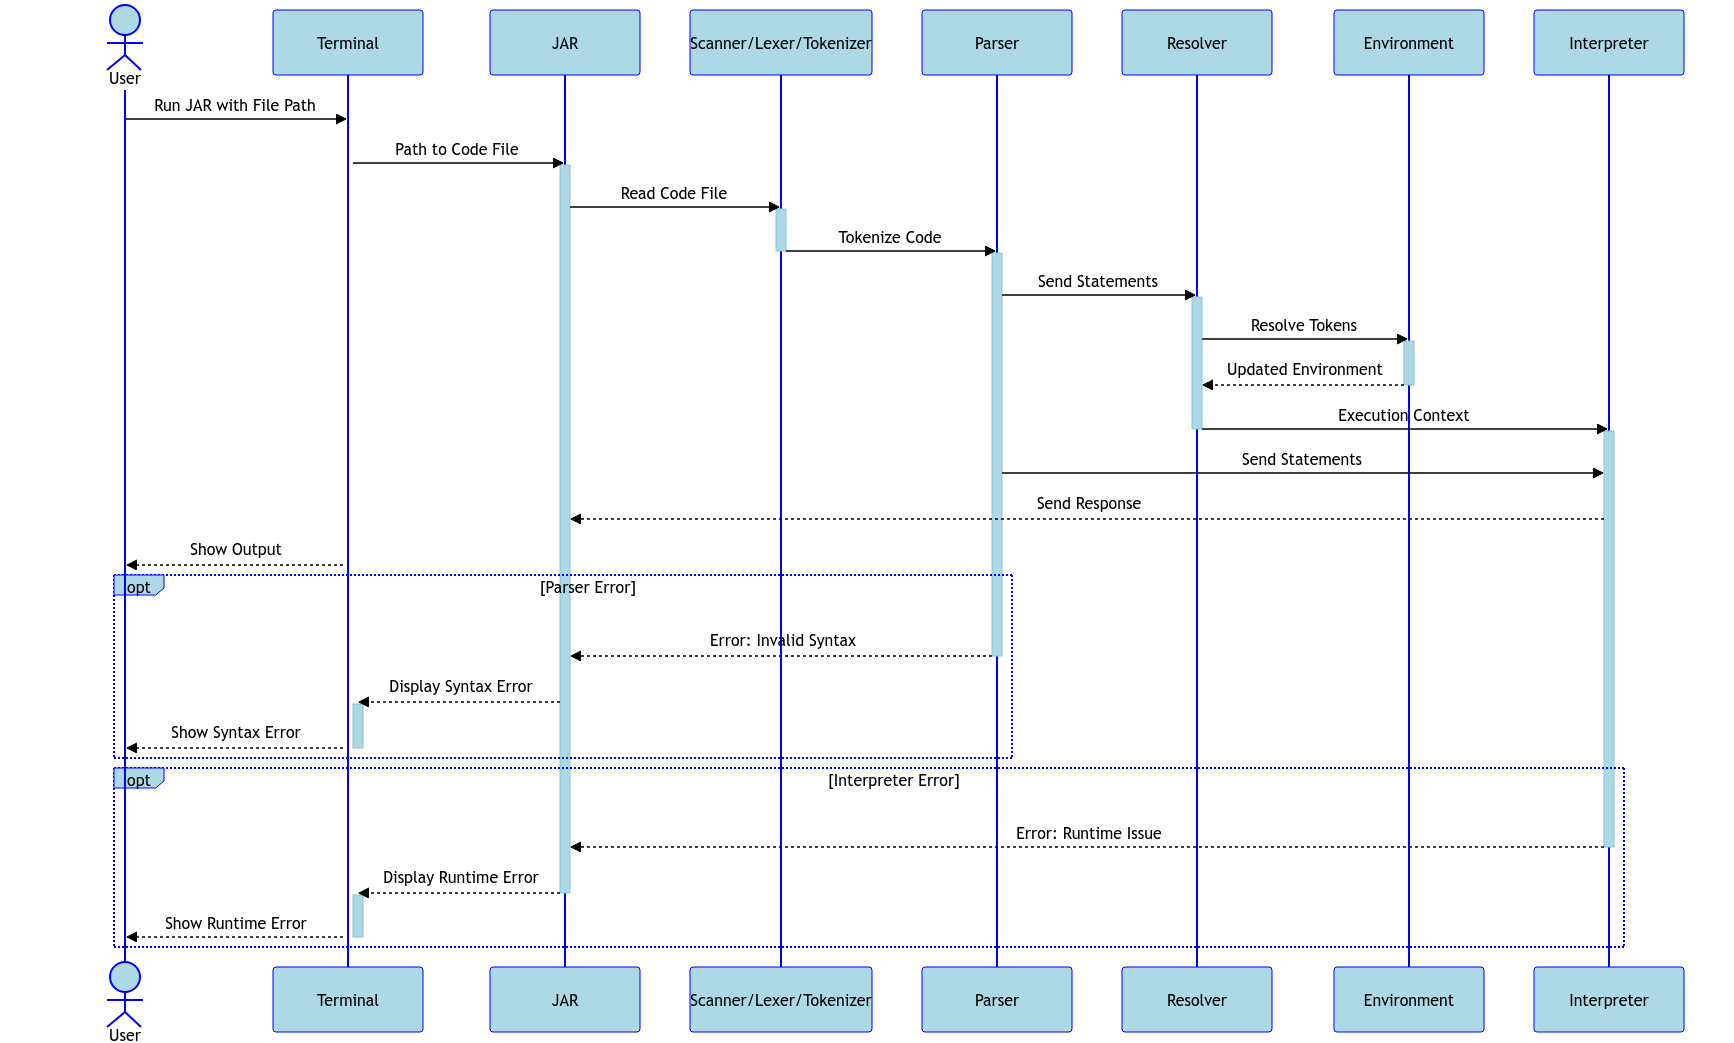 User
Terminal
JAR
Scanner/Lexer/Tokenizer
Parser
Resolver
Environment
Interpreter
Run JAR with File Path
Path to Code File
Read Code File
Tokenize Code
Send Statements
Resolve Tokens
Updated Environment
Execution Context
Send Statements
Send Response
Show Output
opt
[Parser Error]
Error: Invalid Syntax
Display Syntax Error
Show Syntax Error
opt
[Interpreter Error]
Error: Runtime Issue
Display Runtime Error
Show Runtime Error
User
Terminal
JAR
Scanner/Lexer/Tokenizer
Parser
Resolver
Environment
Interpreter